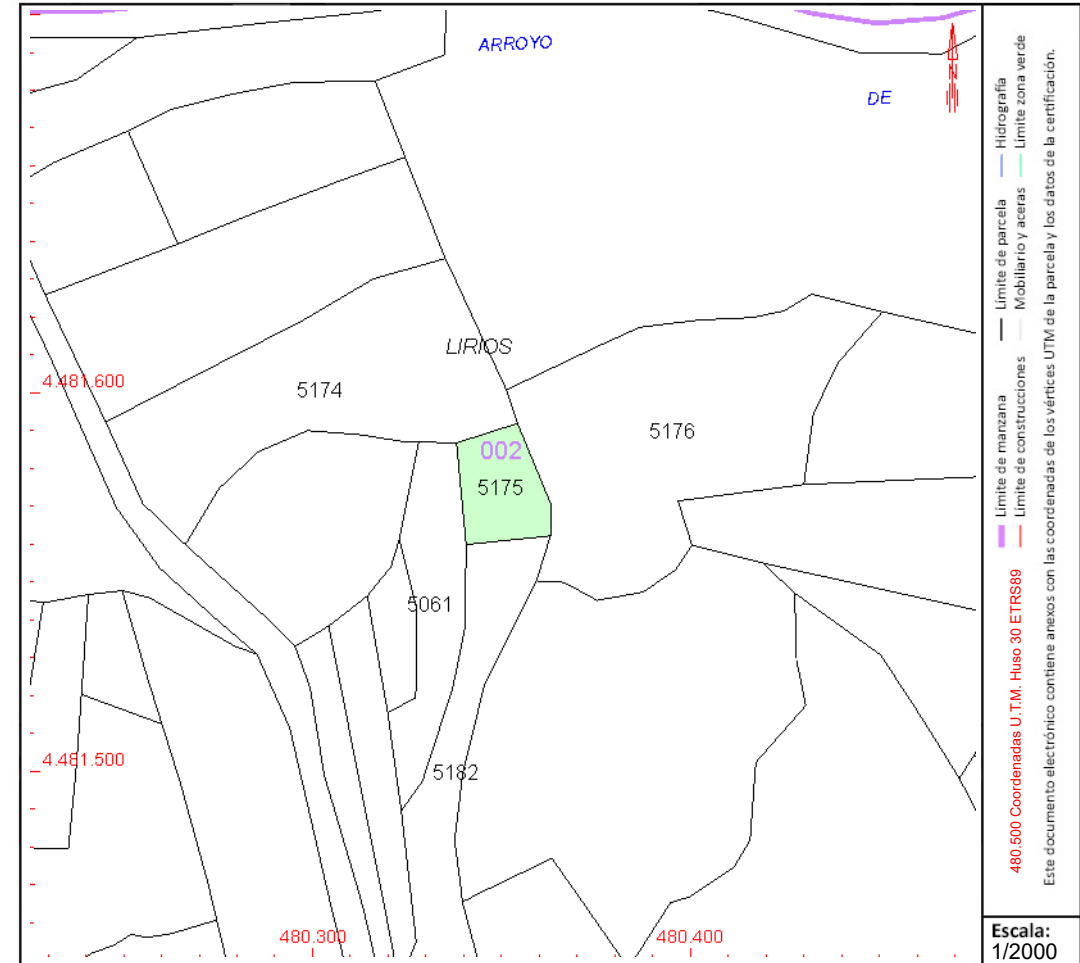 ARROYO
DE
LIRIOS
4.481.600
5174
5176
002
5175
5061
4.481.500
5182
480.300
480.400
N
Límite de manzana
Límite de parcela
Hidrografía
480.500 Coordenadas U.T.M. Huso 30 ETRS89
Límite de construcciones
Mobiliario y aceras
Límite zona verde
Este documento electrónico contiene anexos con las coordenadas de los vértices UTM de la parcela y los datos de la certificación.
Escala:
1/2000